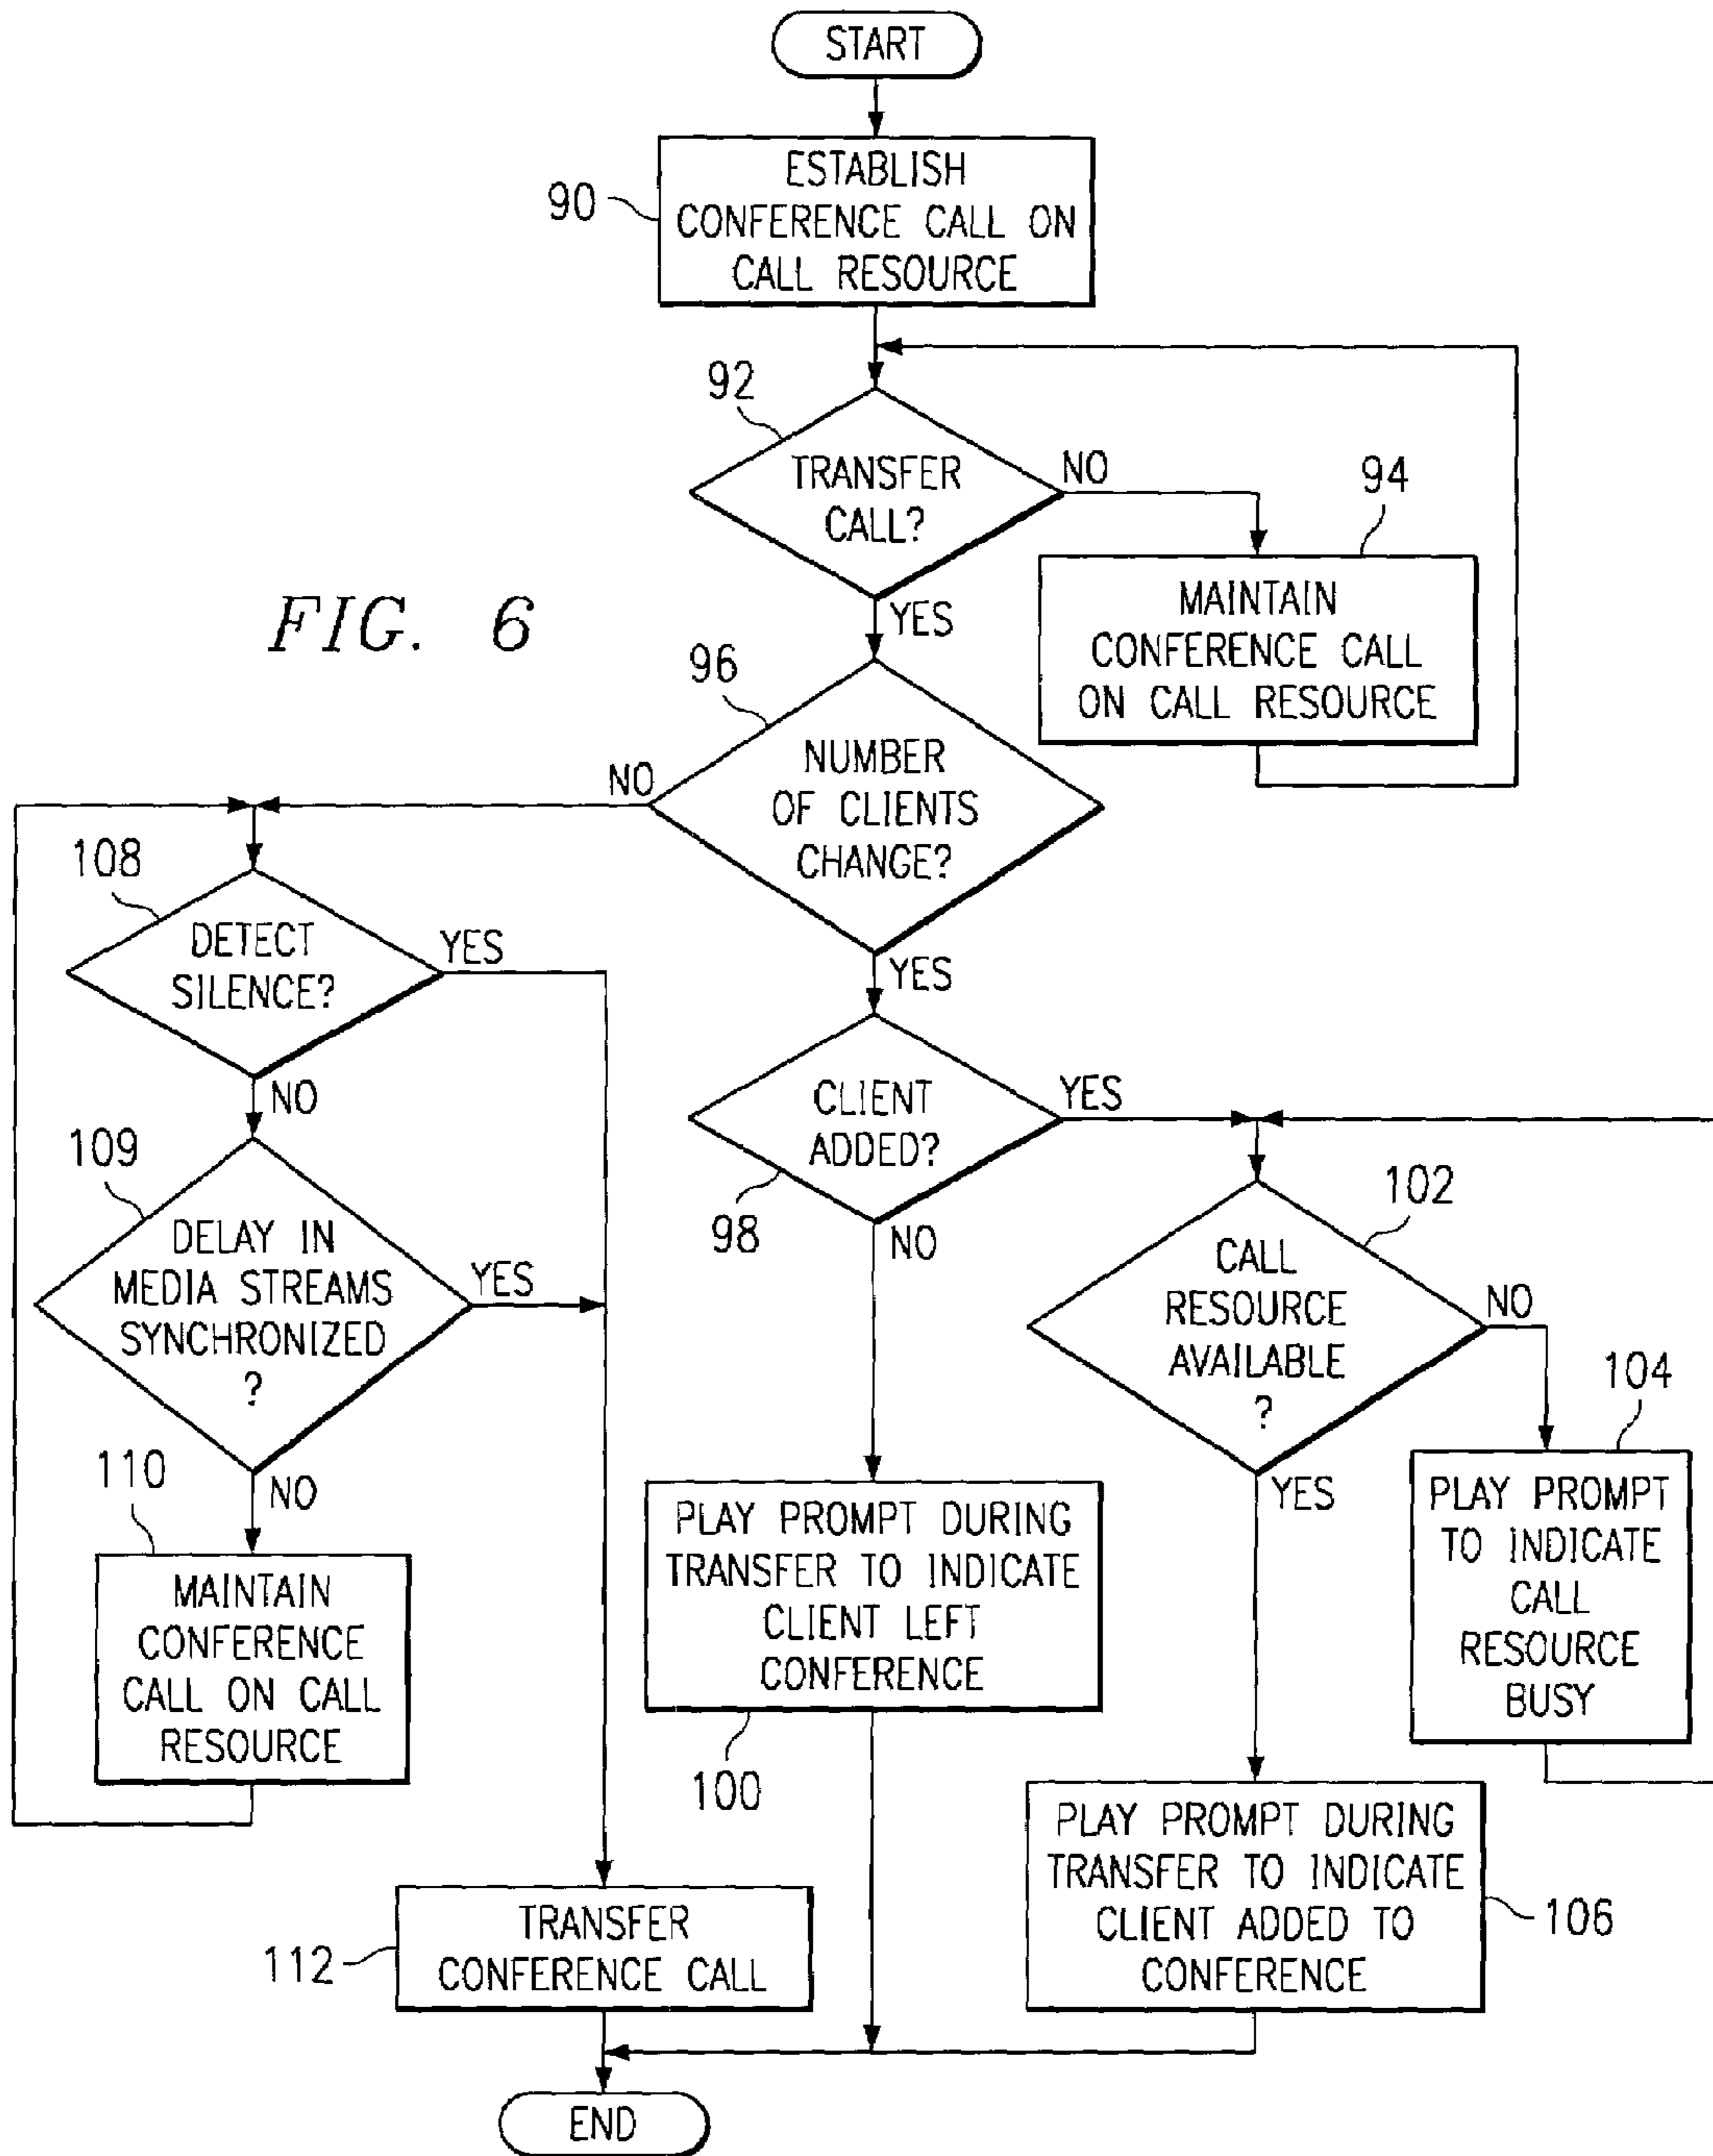 START
ESTABLISH
CONFERENCE CALL ON
CALL RESOURCE
90
92
TRANSFER
CALL?
NO
YES
94
MAINTAIN
CONFERENCE CALL
ON CALL RESOURCE
FIG. 6
96
NUMBER
OF CLIENTS
CHANGE?
NO
YES
108
DETECT
SILENCE?
YES
NO
98
CLIENT
ADDED?
YES
NO
109
DELAY IN
MEDIA STREAMS
SYNCHRONIZED
?
YES
NO
102
CALL
RESOURCE
AVAILABLE
?
NO
YES
104
PLAY PROMPT
TO INDICATE
CALL
RESOURCE
BUSY
110
MAINTAIN
CONFERENCE
CALL ON CALL
RESOURCE
PLAY PROMPT DURING
TRANSFER TO INDICATE
CLIENT LEFT
CONFERENCE
100
PLAY PROMPT DURING
TRANSFER TO INDICATE
CLIENT ADDED TO
CONFERENCE
106
112
TRANSFER
CONFERENCE CALL
END